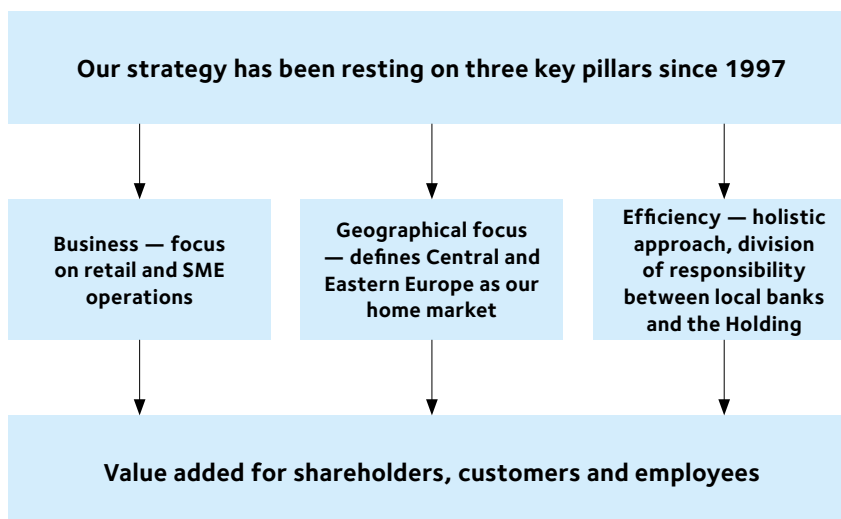 Our strategy has been resting on three key pillars since 1997
Business — focus
on retail and SME
operations
Geographical focus
— defines Central and
Eastern Europe as our
home market
Efficiency — holistic
approach, division
of responsibility
between local banks
and the Holding
Value added for shareholders, customers and employees